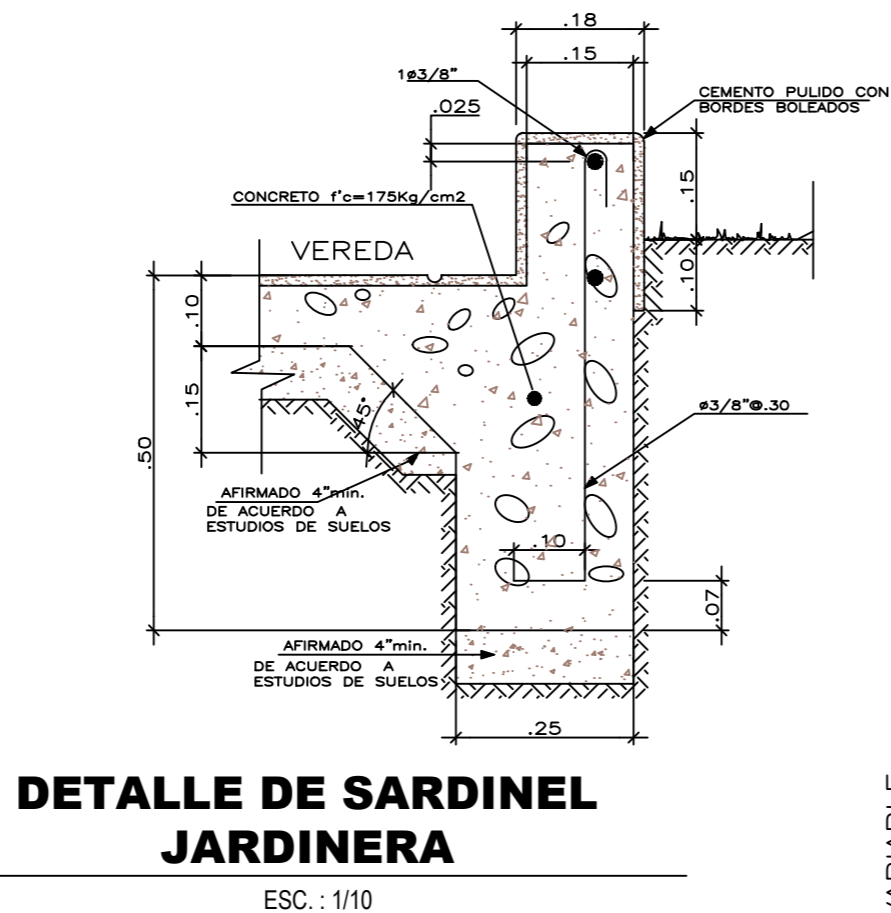 .18
.15
1ø3/8"
.025
CEMENTO PULIDO CON
BORDES BOLEADOS
.15
CONCRETO f'c=175Kg/cm2
VEREDA
.10
.10
.15
45°
.50
ø3/8"@.30
AFIRMADO 4"min.
DE ACUERDO A
ESTUDIOS DE SUELOS
.10
.07
AFIRMADO 4"min.
DE ACUERDO A
ESTUDIOS DE SUELOS
.25
DETALLE DE SARDINEL
JARDINERA
ESC. : 1/10